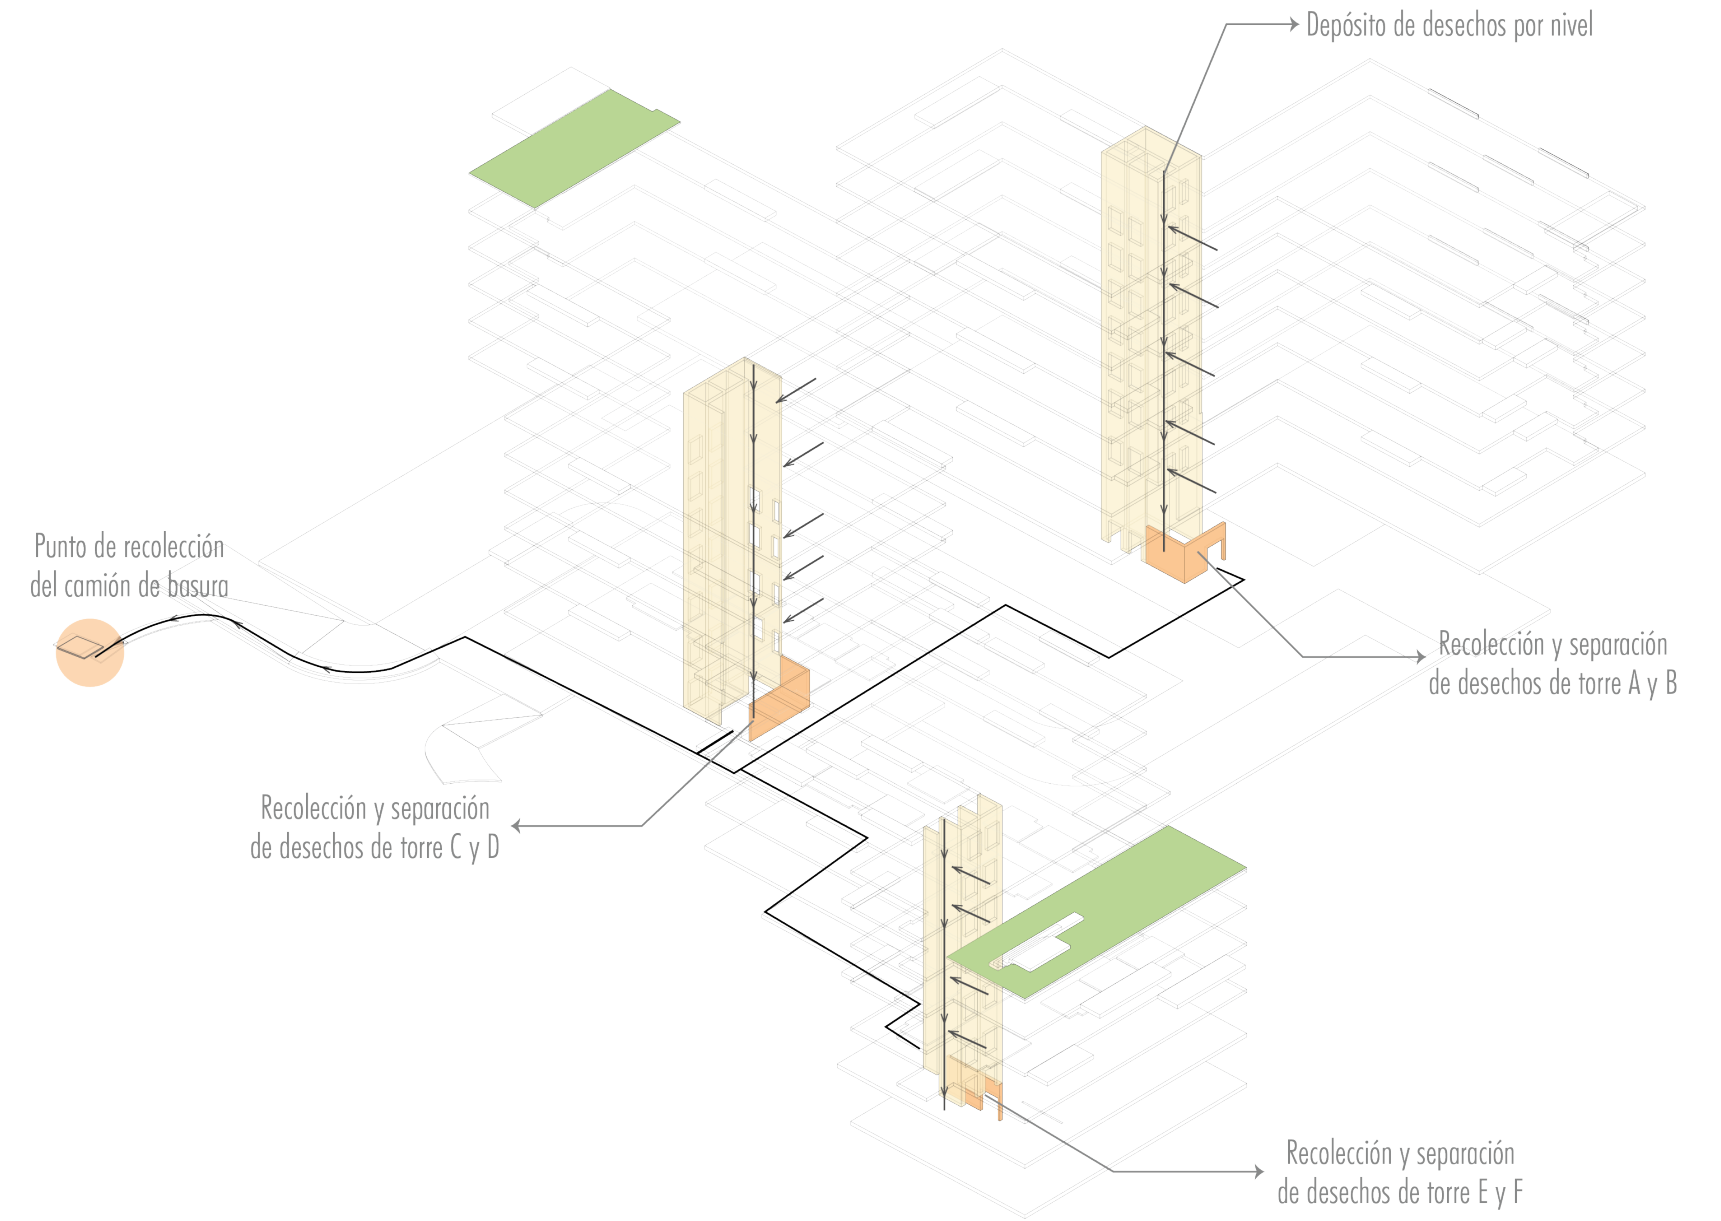 Depósito de desechos por nivel
Punto de recolección
del camión de basura
Recolección y separación
de desechos de torre A y B
Recolección y separación
de desechos de torre C y D
Recolección y separación
de desechos de torre E y F